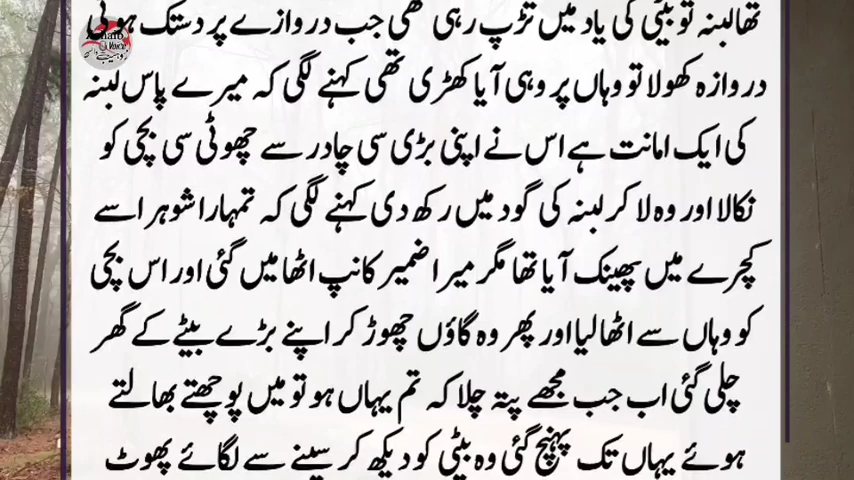 تھا لبنہ تو بیٹی کی یاد میں تڑپ رہی تھی جب دروازے پر دستک ہوئی
دروازہ کھولا تو وہاں پر وہی آیا کھڑی تھی کہنے لگی کہ میرے پاس لبنہ
کی ایک امانت ہے اس نے اپنی بڑی سی چادر سے چھوٹی سی بچی کو
نکالا اور وہ لا کر لبنہ کی گود میں رکھ دی کہنے لگی کہ تمہارا شوہر اسے
کچرے میں پھینک آیا تھا مگر میرا ضمیر کانپ اٹھا میں گئی اور اس بچی
کو وہاں سے اٹھا لیا اور پھر وہ گاؤں چھوڑ کر اپنے بڑے بیٹے کے گھر
چلی گئی اب جب مجھے پتہ چلا کہ تم یہاں ہو تو میں پوچھتے بھالتے
ہوئے یہاں تک پہنچ گئی وہ بیٹی کو دیکھ کر سینے سے لگائے پھوٹ